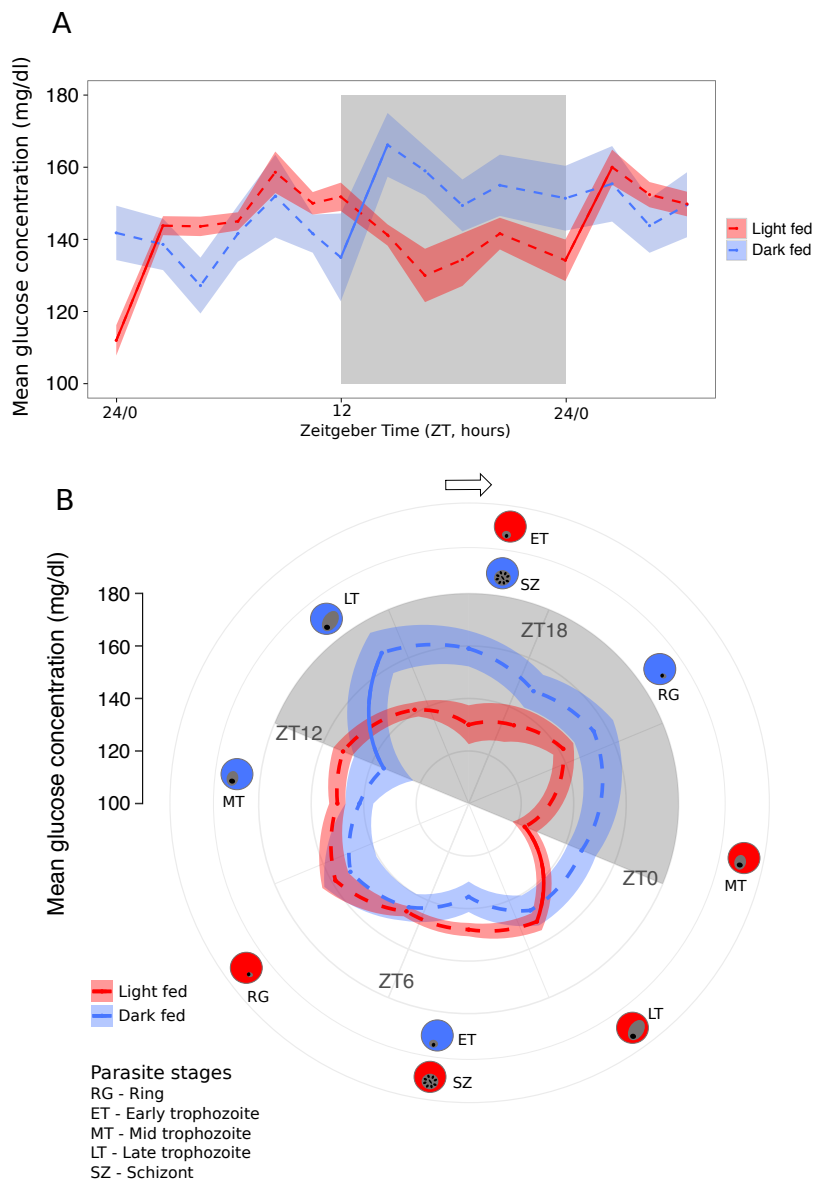 A
Mean glucose concentration (mg/dl)
180
160
140
120
100
24/0
12
24/0
Zeitgeber Time (ZT, hours)
Light fed
Dark fed
B
Mean glucose concentration (mg/dl)
180
160
140
120
100
ET
SZ
LT
ZT18
RG
ZT12
MT
ZT0
MT
ZT6
RG
LT
ET
SZ
Light fed
Dark fed
Parasite stages
RG - Ring
ET - Early trophozoite
MT - Mid trophozoite
LT - Late trophozoite
SZ - Schizont